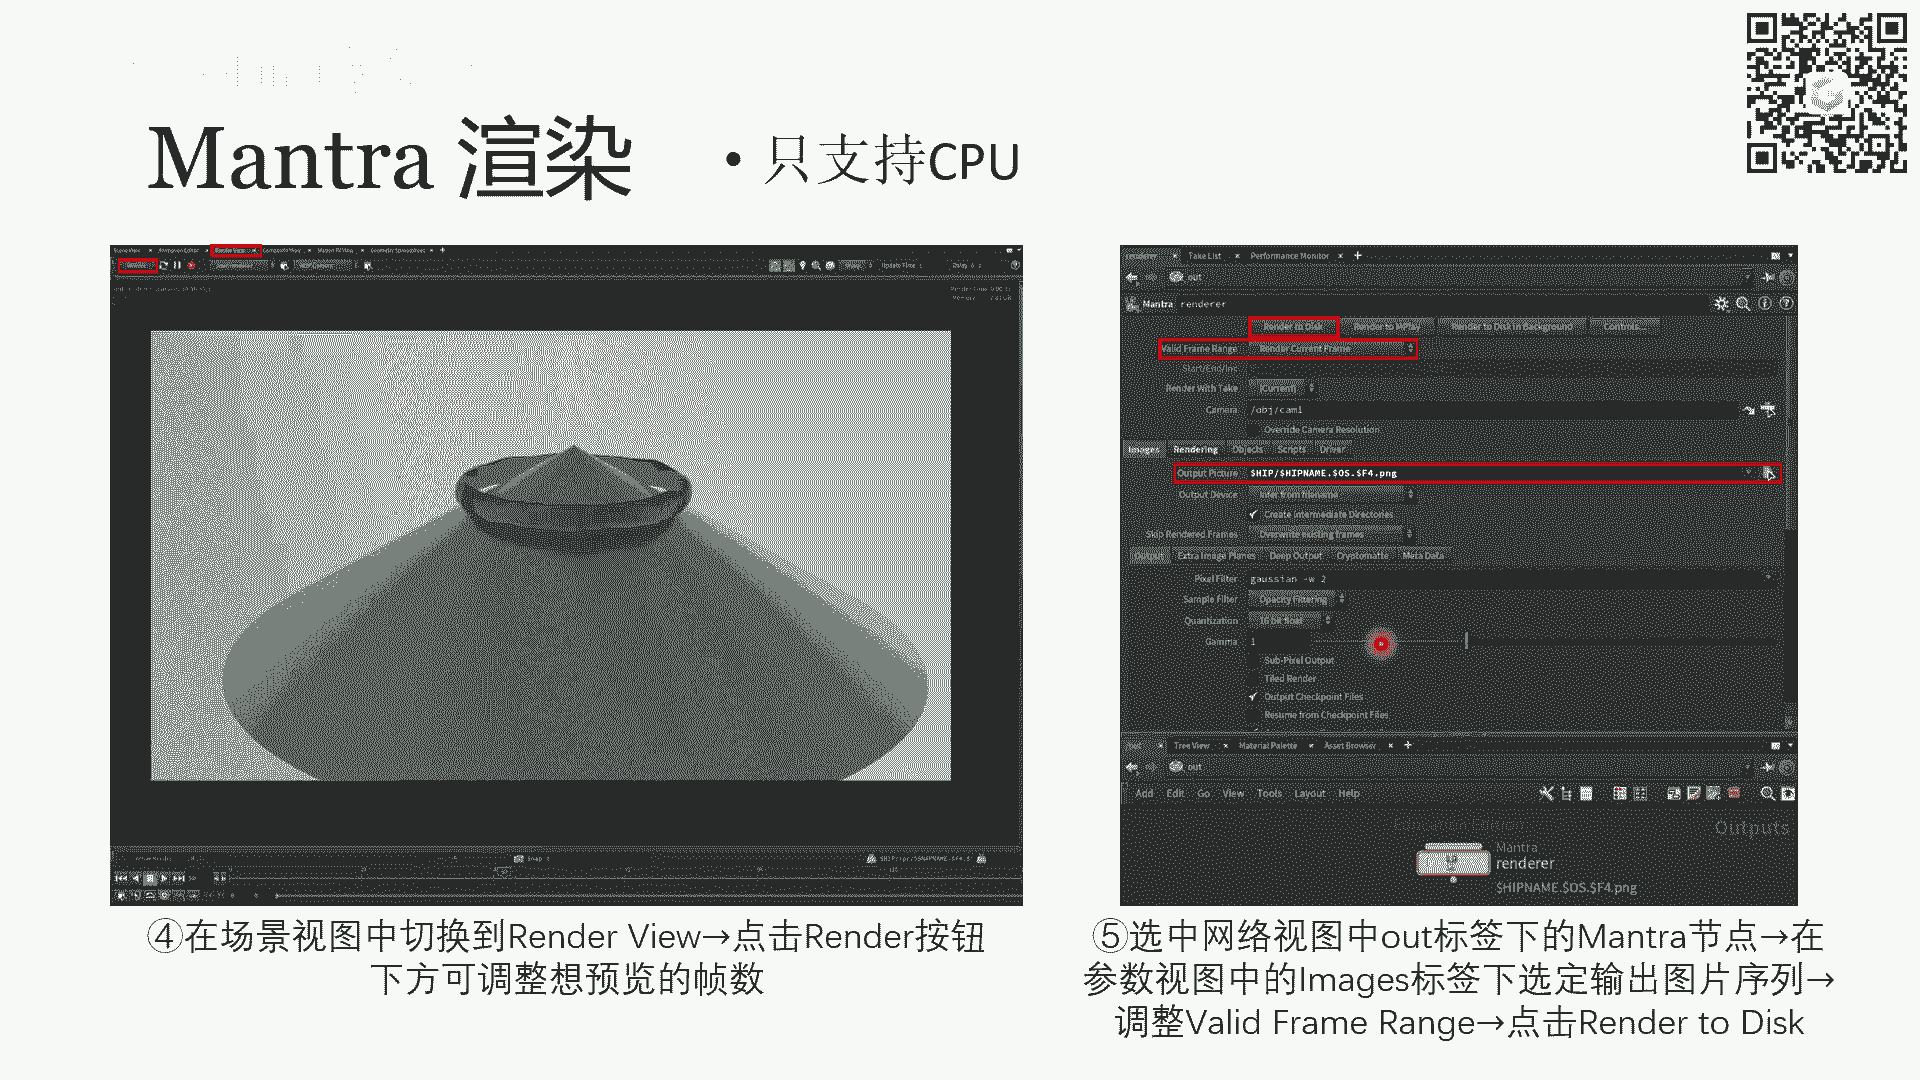 Mantra 渲染
• 只支持CPU
Take List
Performance Monitor
out
Mantra renderer
Render to Disk
Render to MPlay
Render to Disk in Background
Controls...
Valid Frame Range
Render Current Frame
Start/End/Inc
Render With Take
(Current)
Camera
/obj/cam1
Override Camera Resolution
Images
Rendering
Objects
Scripts
Driver
Output Picture
$HIP/$HIPNAME.$OS.$F4.png
Output Device
Infer from filename
Create Intermediate Directories
Skip Rendered Frames
Overwrite existing frames
Output
Extra Image Planes
Deep Output
Cryptomatte
Meta Data
Pixel Filter
gaussian -w 2
Sample Filter
Opacity Filtering
Quantization
16 bit float
Gamma
1
Sub-Pixel Output
Tiled Render
Output Checkpoint Files
Resume from Checkpoint Files
Tree View
Material Palette
Asset Browser
out
Add
Edit
Go
View
Tools
Layout
Help
Outputs
Mantra
renderer
$HIPNAME.$OS.$F4.png
④在场景视图中切换到Render View→点击Render按钮
下方可调整想预览的帧数
⑤选中网络视图中out标签下的Mantra节点→在
参数视图中的Images标签下选定输出图片序列→
调整Valid Frame Range→点击Render to Disk